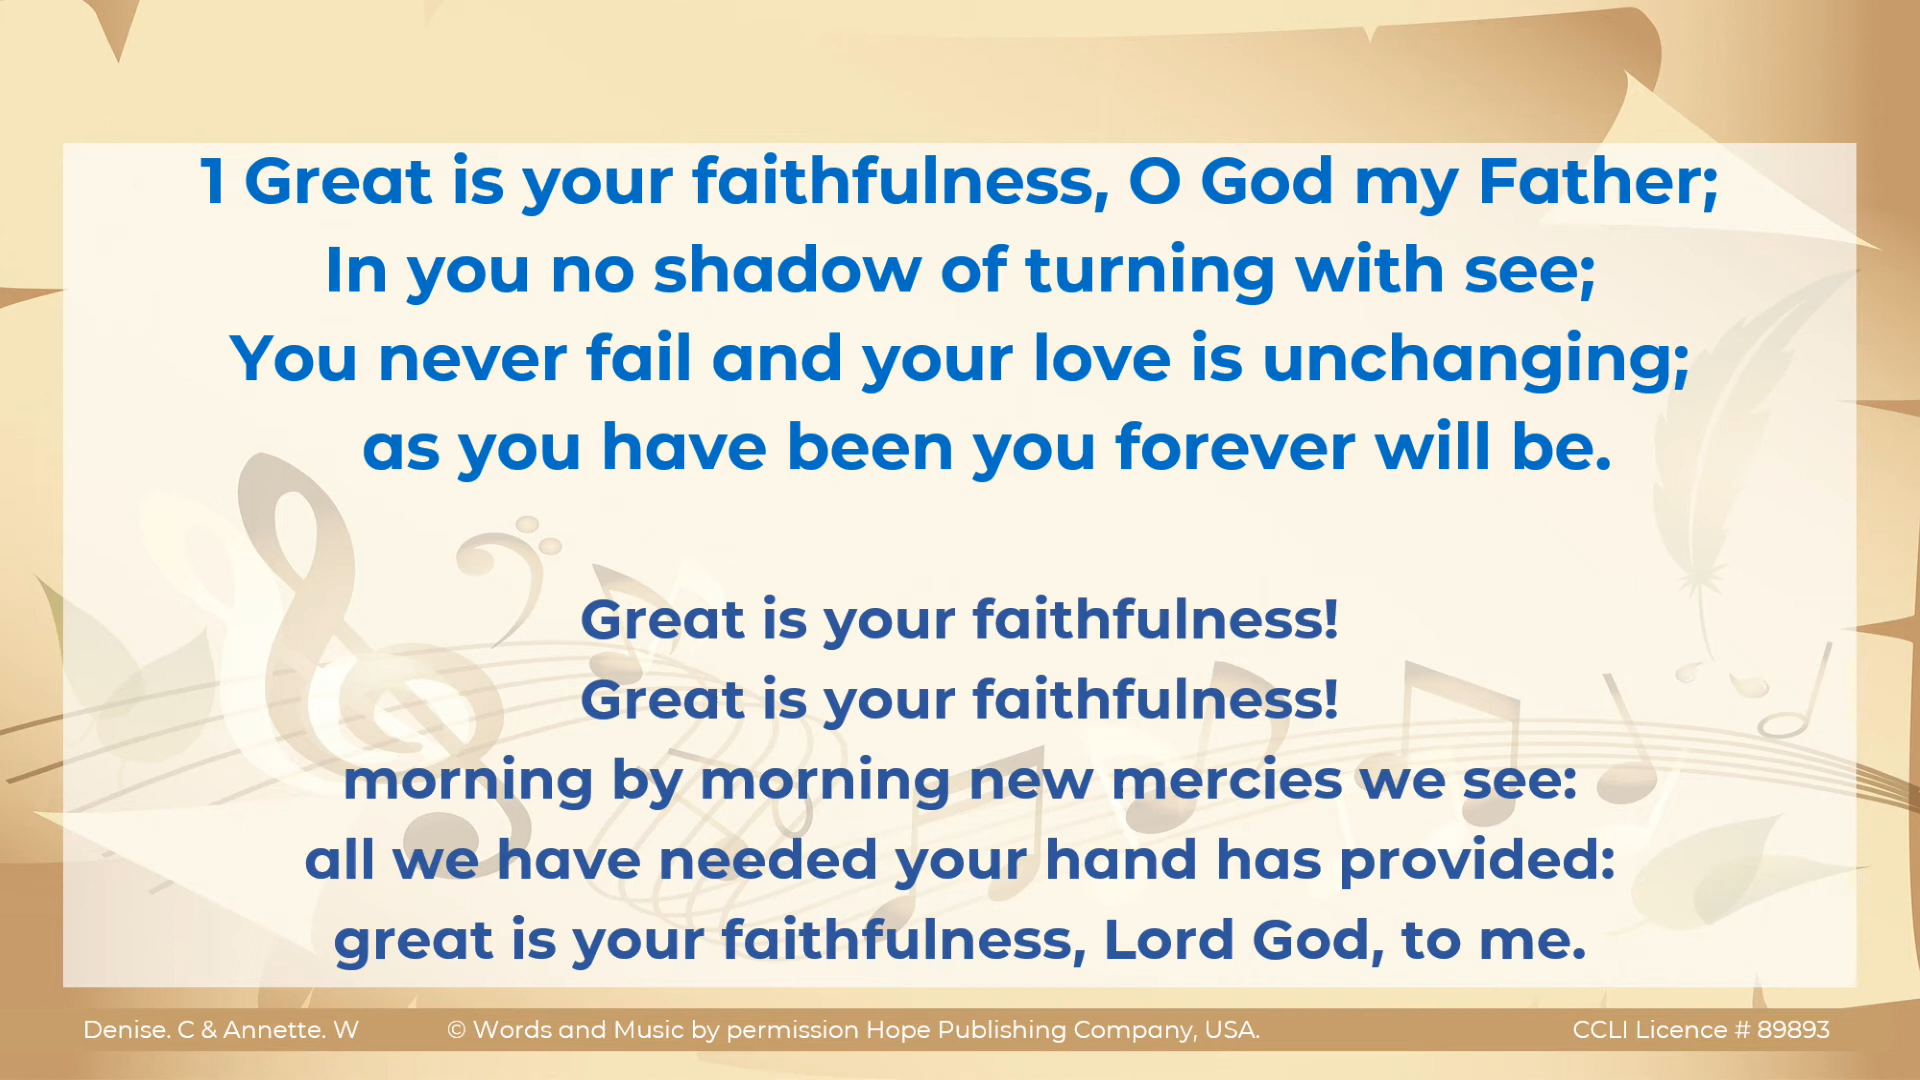 1 Great is your faithfulness, O God my Father;
In you no shadow of turning with see;
You never fail and your love is unchanging;
as you have been you forever will be.
Great is your faithfulness!
Great is your faithfulness!
morning by morning new mercies we see:
all we have needed your hand has provided:
great is your faithfulness, Lord God, to me.
Denise. C & Annette. W © Words and Music by permission Hope Publishing Company, USA. CCLI Licence # 89893